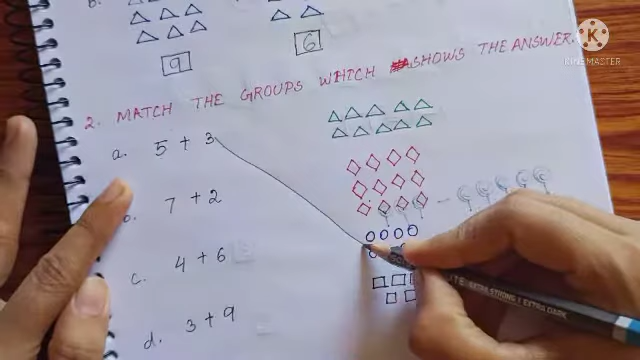 b.
9
6
KINEMASTER
2. MATCH THE GROUPS WHICH SHOWS THE ANSWER.
a. 5 + 3
b. 7 + 2
c. 4 + 6
d. 3 + 9